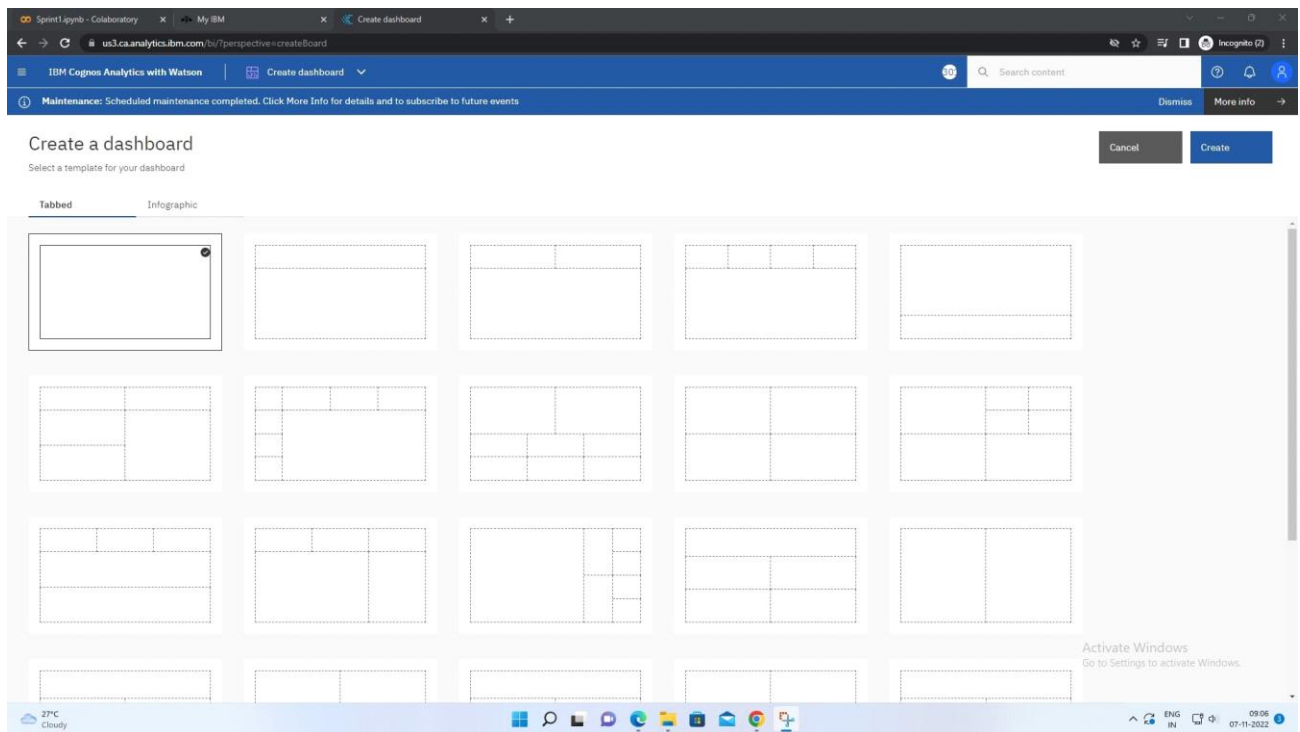 Sprint1.ipynb - Colaboratory
My IBM
Create dashboard
us3.ca.analytics.ibm.com/bi/?perspective=createBoard
Incognito (2)
IBM Cognos Analytics with Watson
Create dashboard
30
Search content
Maintenance: Scheduled maintenance completed. Click More Info for details and to subscribe to future events
Dismiss
More info
Create a dashboard
Cancel
Create
Select a template for your dashboard
Tabbed
Infographic
Activate Windows
Go to Settings to activate Windows.
27°C
Cloudy
ENG
IN
09:06
07-11-2022
3